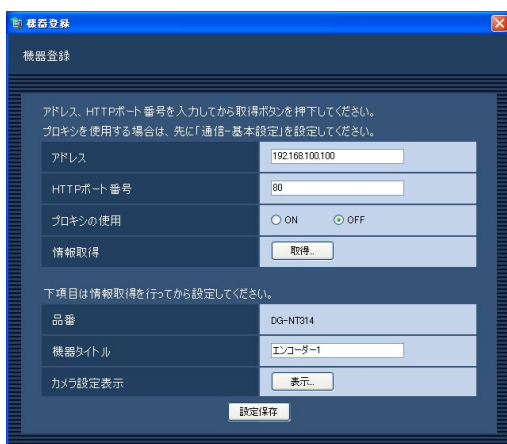 機器登録
機器登録
アドレス、HTTPポート番号を入力してから取得ボタンを押下してください。
プロキシを使用する場合は、先に「通信-基本設定」を設定してください。
アドレス 192.168.100.100
HTTPポート番号 80
プロキシの使用 ON OFF
情報取得 取得...
下項目は情報取得を行ってから設定してください。
品番 DG-NT314
機器タイトル エンコーダー1
カメラ設定表示 表示...
設定保存